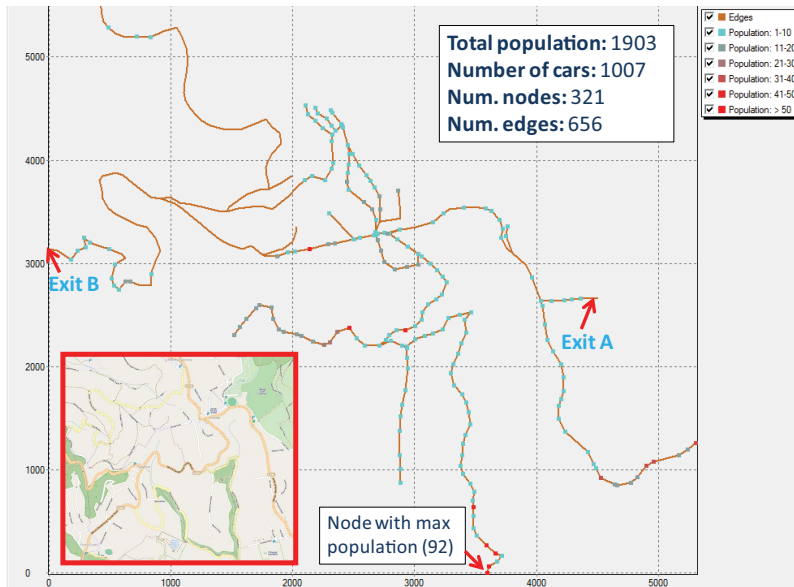 Total population: 1903
Number of cars: 1007
Num. nodes: 321
Num. edges: 656
Edges
Population: 1-10
Population: 11-20
Population: 21-30
Population: 31-40
Population: 41-50
Population: > 50
5000
4000
3000
2000
1000
0
Exit B
Exit A
Node with max
population (92)
0
1000
2000
3000
4000
5000